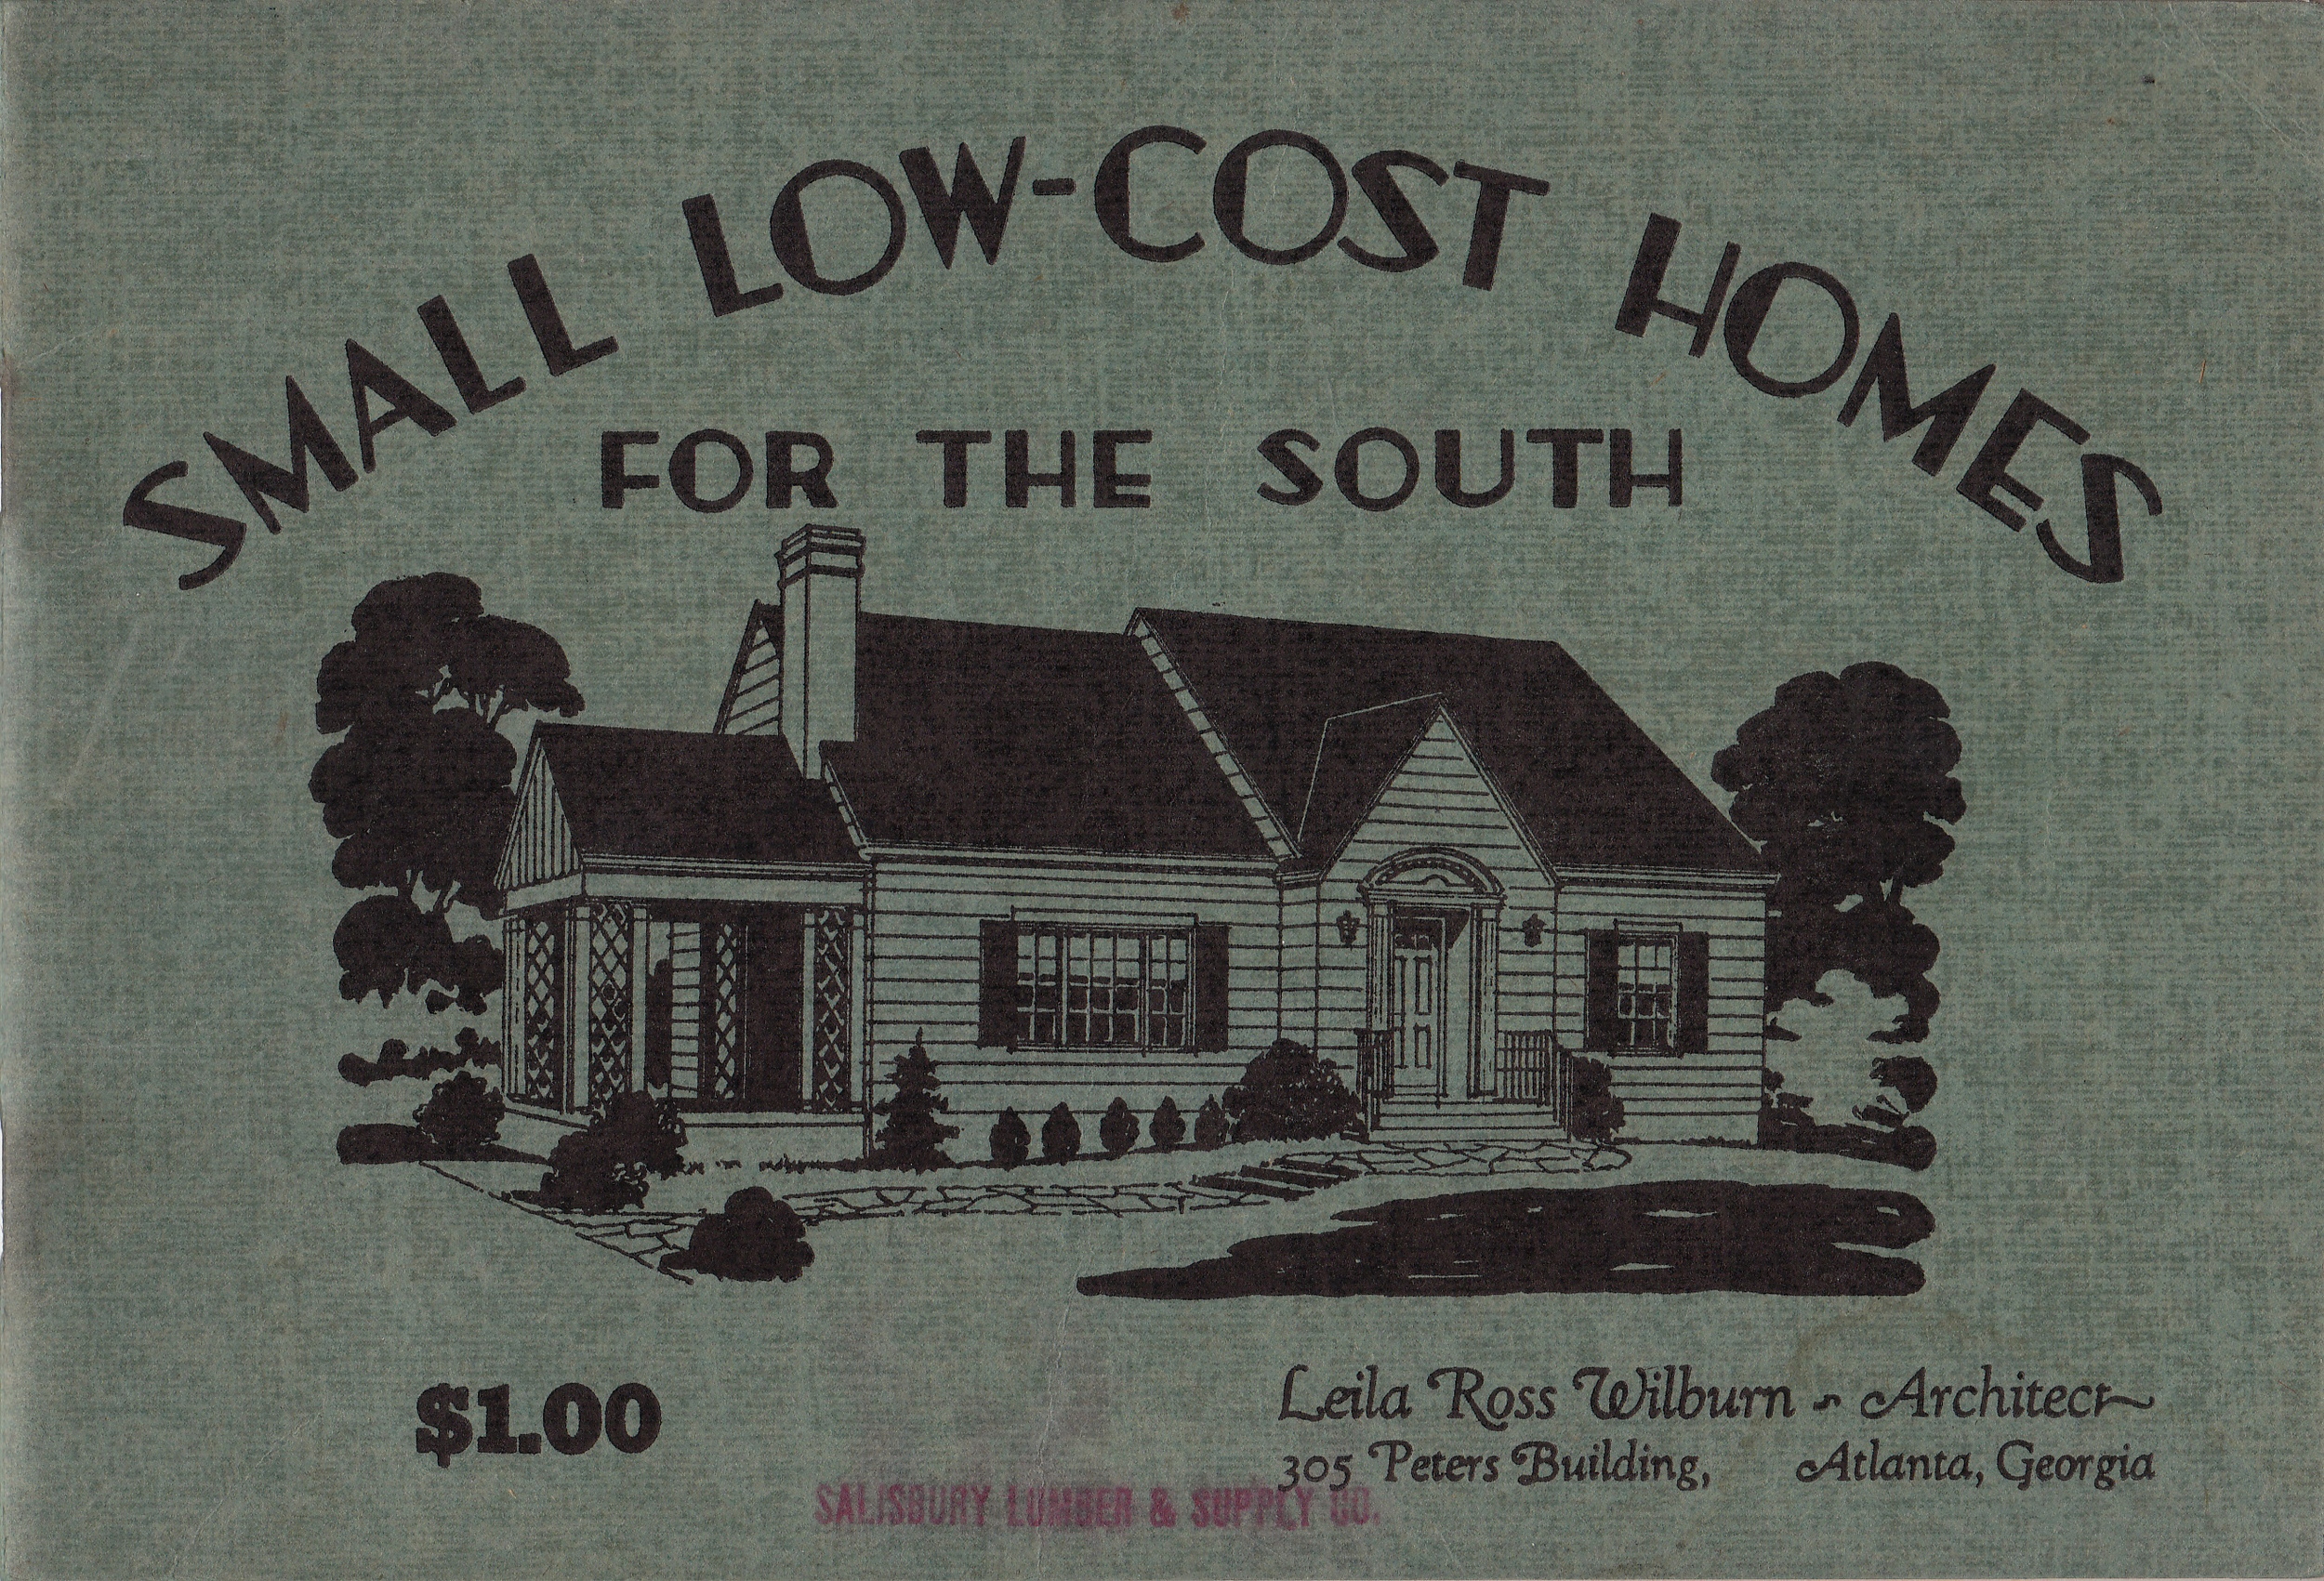 SMALL LOW-COST HOMES
FOR THE SOUTH
$1.00
Leila Ross Wilburn ~ Architect
305 Peters Building, Atlanta, Georgia
SALISBURY LUMBER & SUPPLY CO.